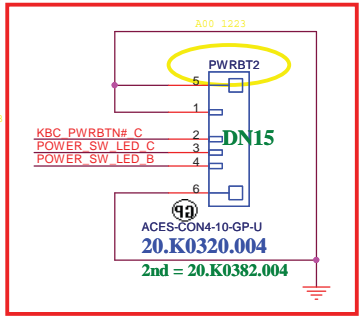 A00 1223
PWRBT2
5
1
KBC_PWRBTN#_C
2
DN15
POWER_SW_LED_C
3
POWER_SW_LED_B
4
6
ACES-CON4-10-GP-U
20.K0320.004
2nd = 20.K0382.004